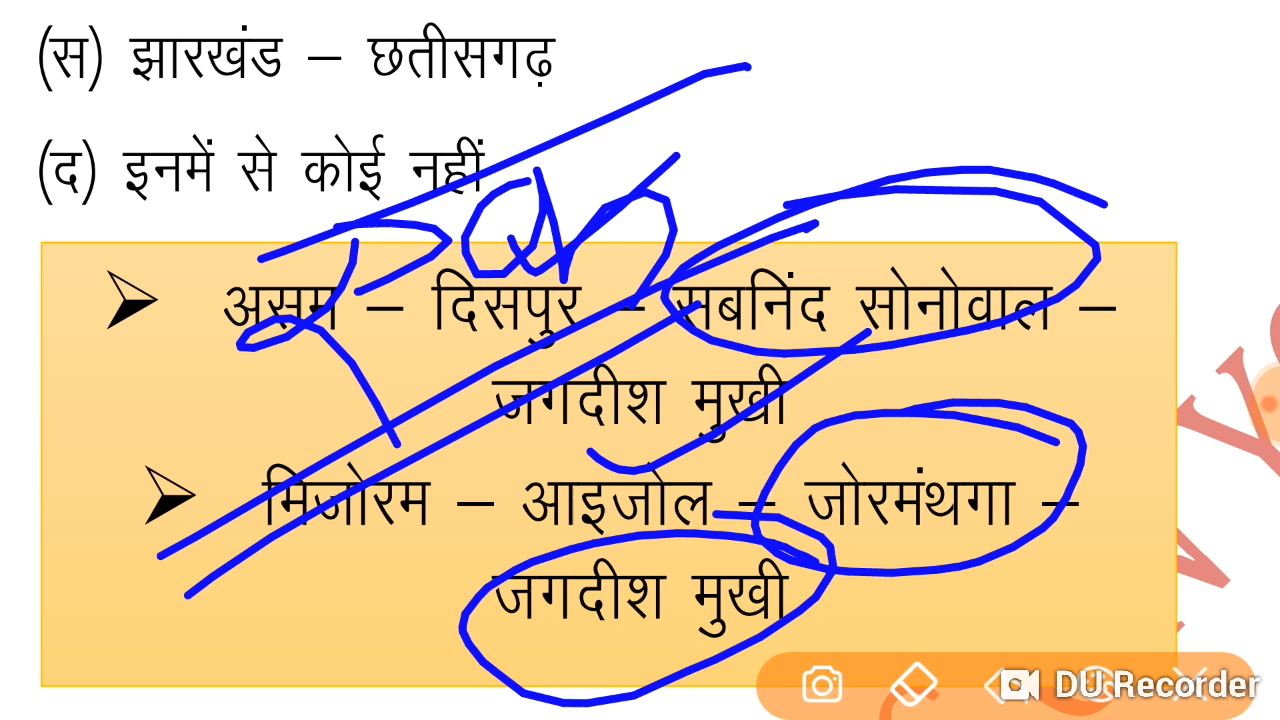 (स) झारखंड – छतीसगढ़
(द) इनमें से कोई नहीं
➢ असम – दिसपुर – सबनिंद सोनोवाल –
जगदीश मुखी
➢ मिजोरम – आइजोल – जोरमंथगा –
जगदीश मुखी
DU Recorder